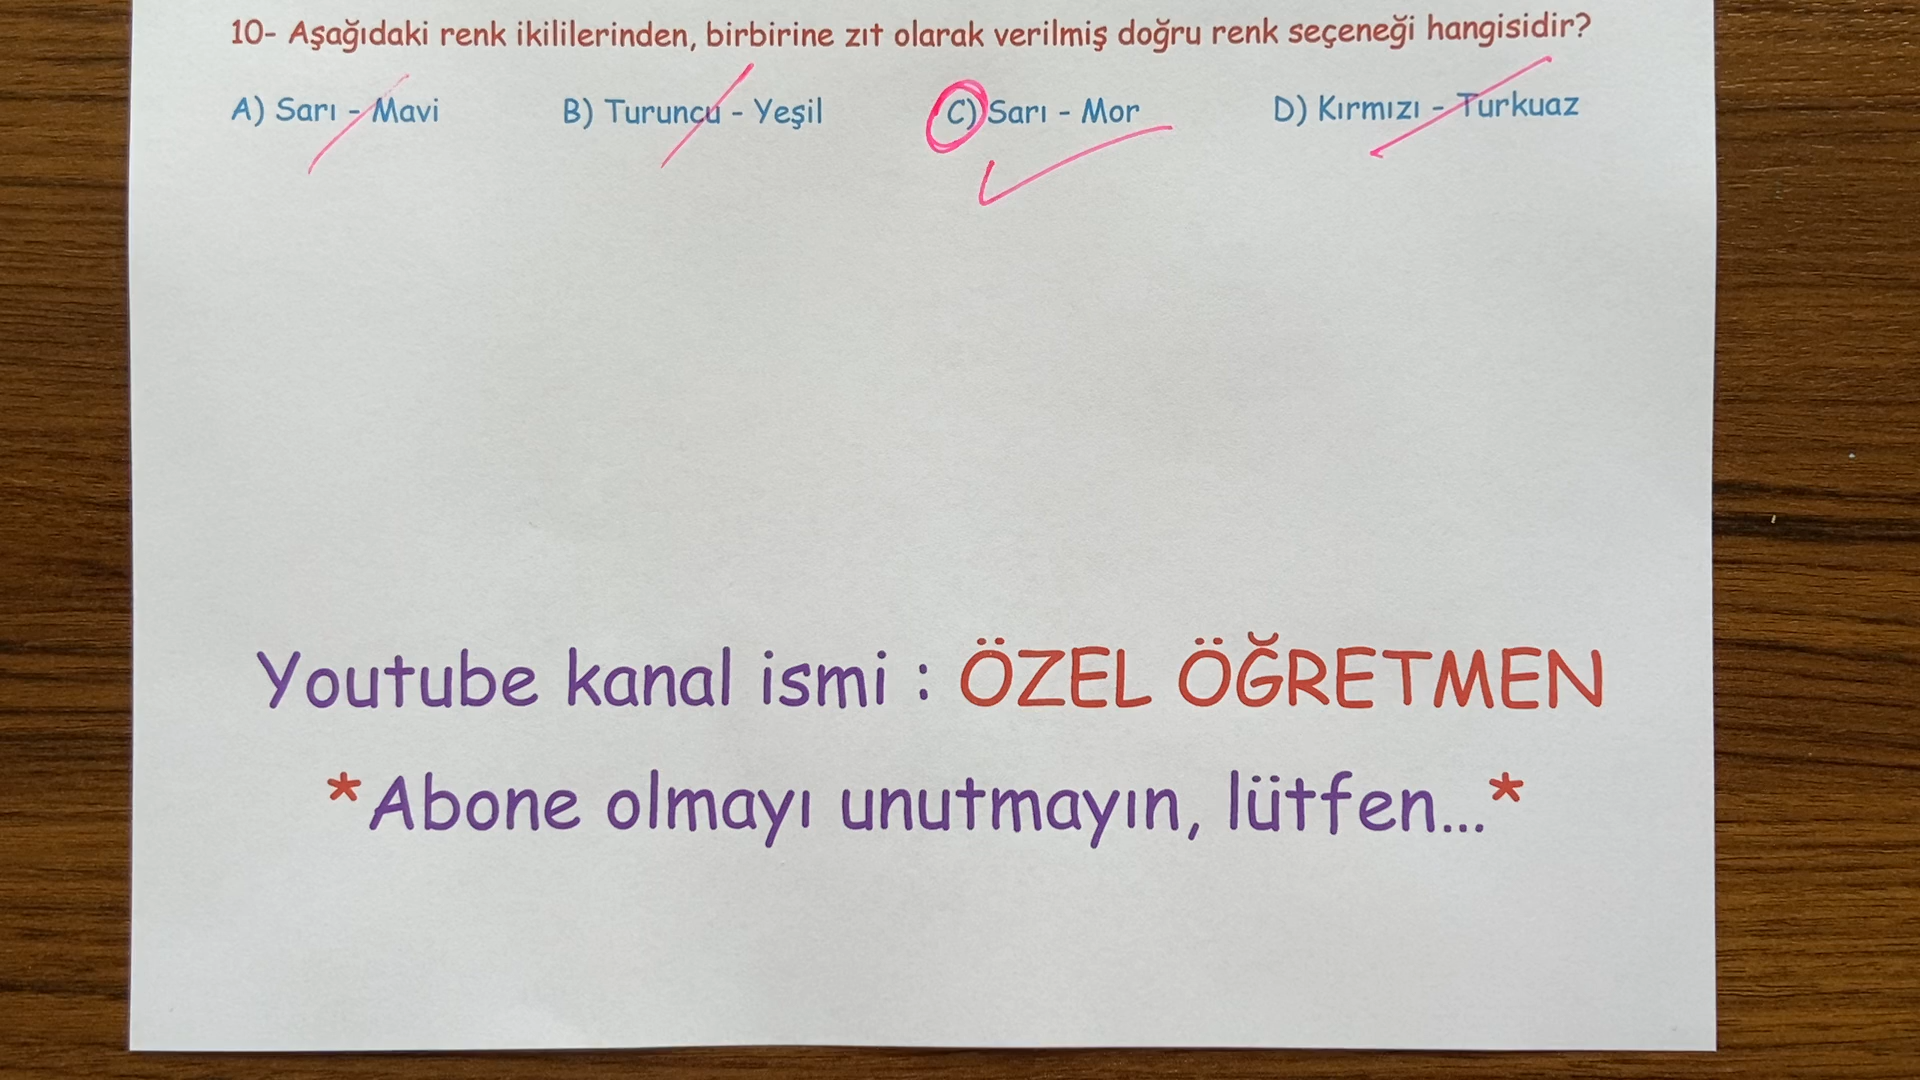 10- Aşağıdaki renk ikililerinden, birbirine zıt olarak verilmiş doğru renk seçeneği hangisidir?
A) Sarı - Mavi B) Turuncu - Yeşil C) Sarı - Mor D) Kırmızı - Turkuaz
Youtube kanal ismi : ÖZEL ÖĞRETMEN
*Abone olmayı unutmayın, lütfen...*